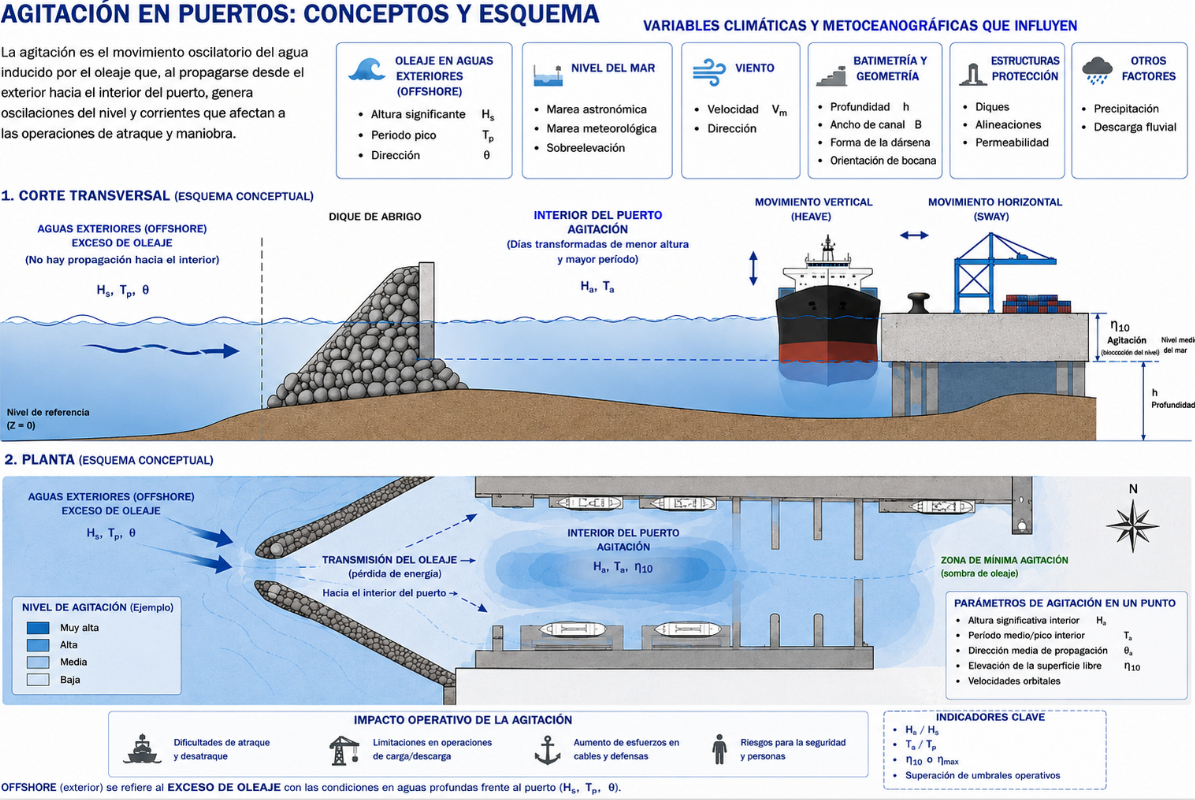 AGITACIÓN EN PUERTOS: CONCEPTOS Y ESQUEMA
La agitación es el movimiento oscilatorio del agua
inducido por el oleaje que, al propagarse desde el
exterior hacia el interior del puerto, genera
oscilaciones del nivel y corrientes que afectan a
las operaciones de atraque y maniobra.
VARIABLES CLIMÁTICAS Y METOCEANOGRÁFICAS QUE INFLUYEN
OLEAJE EN AGUAS
EXTERIORES
(OFFSHORE)
• Altura significante Hs
• Periodo pico Tp
• Dirección θ
NIVEL DEL MAR
• Marea astronómica
• Marea meteorológica
• Sobreelevación
VIENTO
• Velocidad Vm
• Dirección
BATIMETRÍA Y
GEOMETRÍA
• Profundidad h
• Ancho de canal B
• Forma de la dársena
• Orientación de bocana
ESTRUCTURAS
PROTECCIÓN
• Diques
• Alineaciones
• Permeabilidad
OTROS
FACTORES
• Precipitación
• Descarga fluvial
1. CORTE TRANSVERSAL (ESQUEMA CONCEPTUAL)
AGUAS EXTERIORES (OFFSHORE)
EXCESO DE OLEAJE
(No hay propagación hacia el interior)
Hs, Tp, θ
DIQUE DE ABRIGO
INTERIOR DEL PUERTO
AGITACIÓN
(Días transformadas de menor altura
y mayor período)
Ha, Ta
MOVIMIENTO VERTICAL
(HEAVE)
MOVIMIENTO HORIZONTAL
(SWAY)
η10
Agitación
(bioccocón del nivel)
Nivel medi
del mar
h
Profundidad
Nivel de referencia
(Z = 0)
2. PLANTA (ESQUEMA CONCEPTUAL)
AGUAS EXTERIORES (OFFSHORE)
EXCESO DE OLEAJE
Hs, Tp, θ
TRANSMISIÓN DEL OLEAJE
(pérdida de energía)
Hacia el interior del puerto
INTERIOR DEL PUERTO
AGITACIÓN
Ha, Ta, η10
N
ZONA DE MÍNIMA AGITACIÓN
(sombra de oleaje)
NIVEL DE AGITACIÓN (Ejemplo)
Muy alta
Alta
Media
Baja
PARÁMETROS DE AGITACIÓN EN UN PUNTO
• Altura significativa interior Ha
• Período medio/pico interior Ta
• Dirección media de propagación θa
• Elevación de la superficie libre η10
• Velocidades orbitales
IMPACTO OPERATIVO DE LA AGITACIÓN
Dificultades de atraque
y desatraque
Limitaciones en operaciones
de carga/descarga
Aumento de esfuerzos en
cables y defensas
Riesgos para la seguridad
y personas
INDICADORES CLAVE
• Ha / Hs
• Ta / Tp
• η10 o ηmax
• Superación de umbrales operativos
OFFSHORE (exterior) se refiere al EXCESO DE OLEAJE con las condiciones en aguas profundas frente al puerto (Hs, Tp, θ).